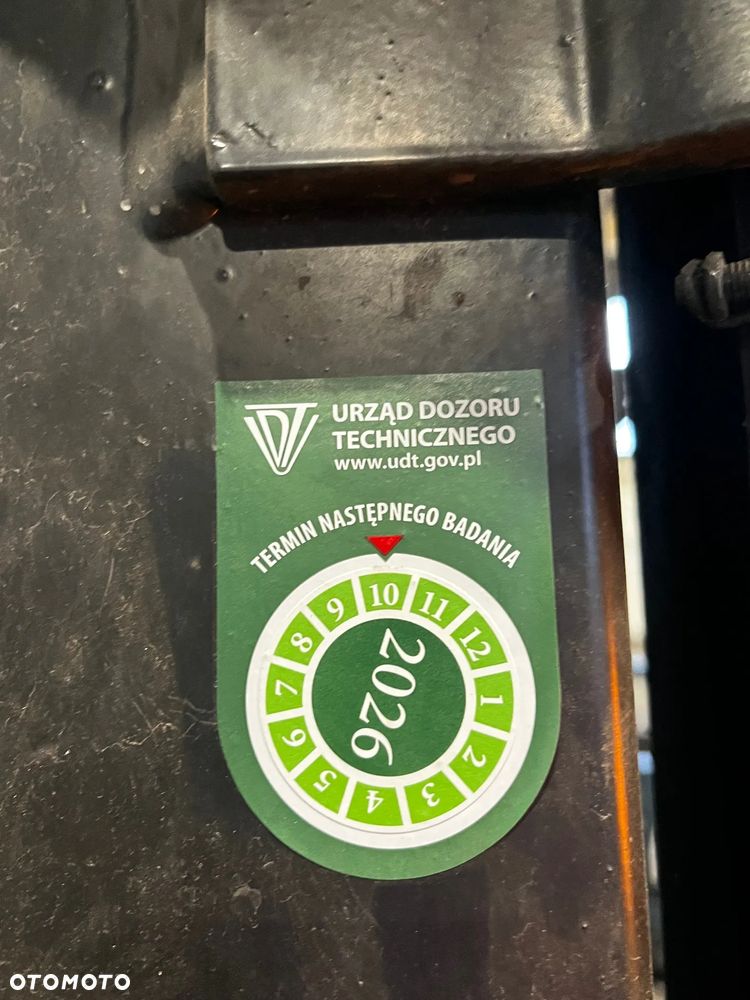 UDT
URZĄD DOZORU
TECHNICZNEGO
www.udt.gov.pl
TERMIN NASTĘPNEGO BADANIA
10
11
12
1
2
3
4
5
6
7
8
9
2026
OTOMOTO